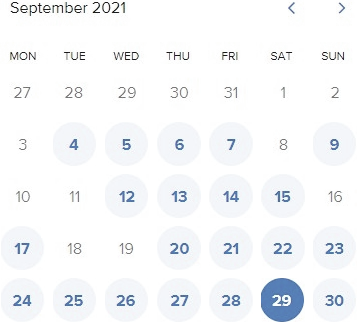 September 2021
MON TUE WED THU FRI SAT SUN
27 28 29 30 31 1 2
3 4 5 6 7 8 9
10 11 12 13 14 15 16
17 18 19 20 21 22 23
24 25 26 27 28 29 30